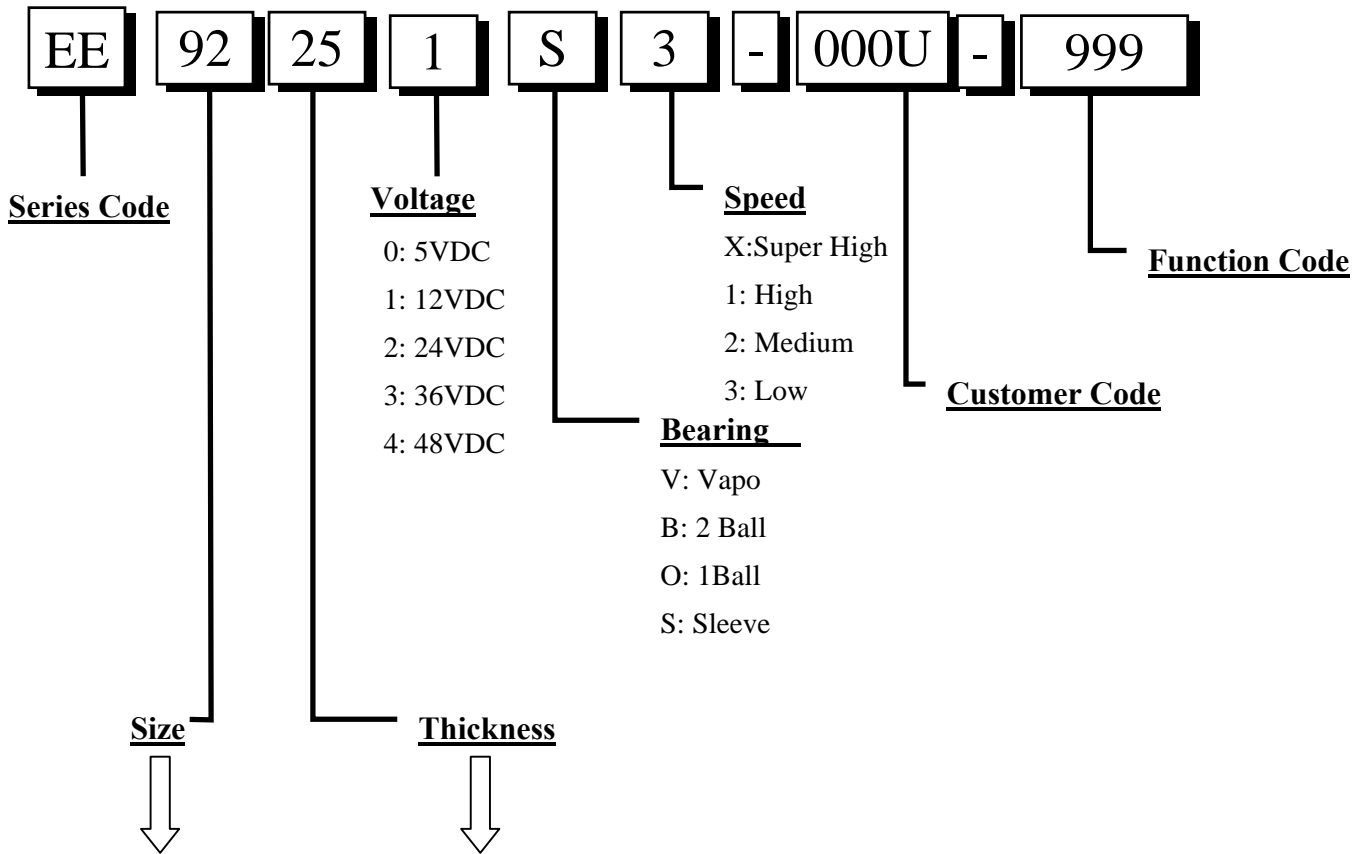 EE 92 25 1 S 3 - 000U - 999
Series Code
Voltage
0: 5VDC
1: 12VDC
2: 24VDC
3: 36VDC
4: 48VDC
Speed
X:Super High
1: High
2: Medium
3: Low
Function Code
Customer Code
Bearing
V: Vapo
B: 2 Ball
O: 1Ball
S: Sleeve
Size
Thickness